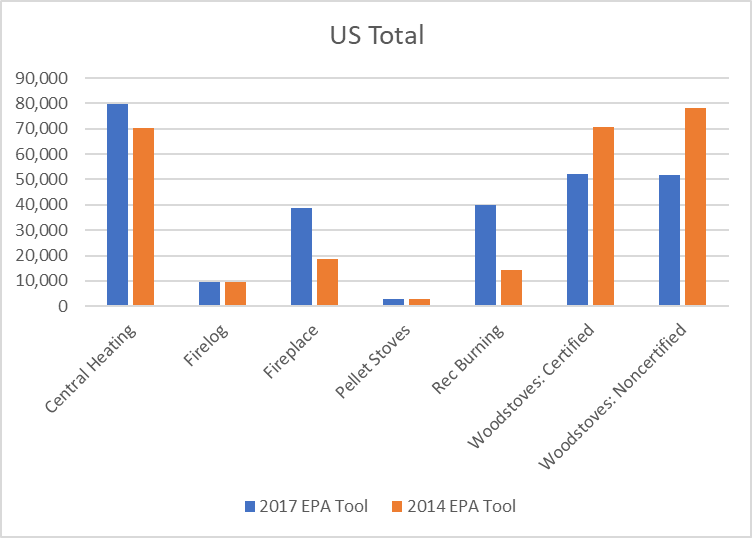 US Total
90,000
80,000
70,000
60,000
50,000
40,000
30,000
20,000
10,000
0
Central Heating
Firelog
Fireplace
Pellet Stoves
Rec Burning
Woodstoves: Certified
Woodstoves: Noncertified
2017 EPA Tool
2014 EPA Tool